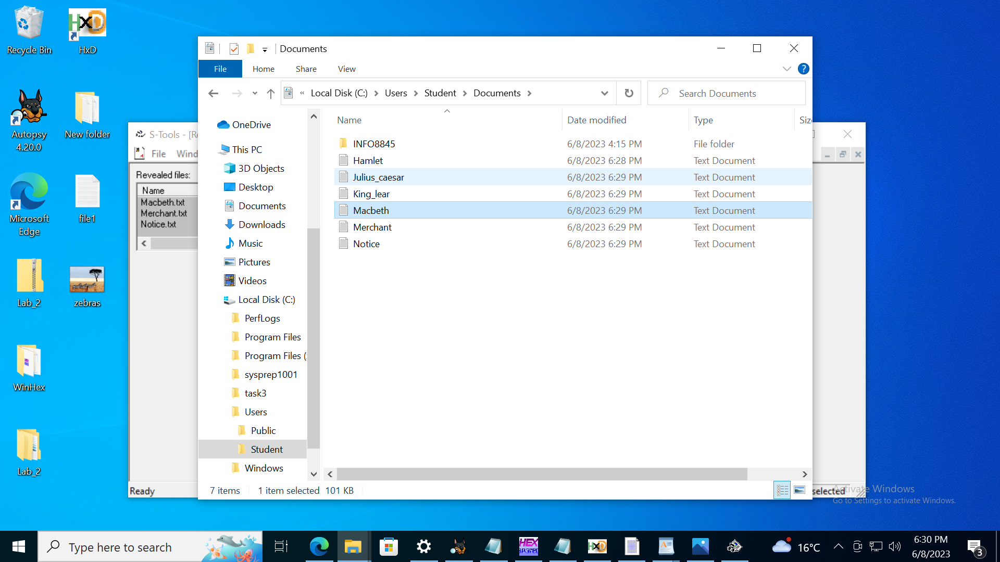 Recycle Bin
HxD
Autopsy
4.20.0
New folder
Microsoft
Edge
file1
Lab_2
zebras
WinHex
Lab_2
S-Tools - [Re
File Wind
Revealed files:
Name
Macbeth.txt
Merchant.txt
Notice.txt
Ready
selected
Documents
File Home Share View
« Local Disk (C:) > Users > Student > Documents >
Search Documents
OneDrive
This PC
3D Objects
Desktop
Documents
Downloads
Music
Pictures
Videos
Local Disk (C:)
PerfLogs
Program Files
Program Files (
sysprep1001
task3
Users
Public
Student
Windows
Name Date modified Type Siz
INFO8845 6/8/2023 4:15 PM File folder
Hamlet 6/8/2023 6:28 PM Text Document
Julius_caesar 6/8/2023 6:29 PM Text Document
King_lear 6/8/2023 6:29 PM Text Document
Macbeth 6/8/2023 6:29 PM Text Document
Merchant 6/8/2023 6:29 PM Text Document
Notice 6/8/2023 6:29 PM Text Document
7 items 1 item selected 101 KB
Activate Windows
Go to Settings to activate Windows.
Type here to search
HEX
HxD
16°C
6:30 PM
6/8/2023
3